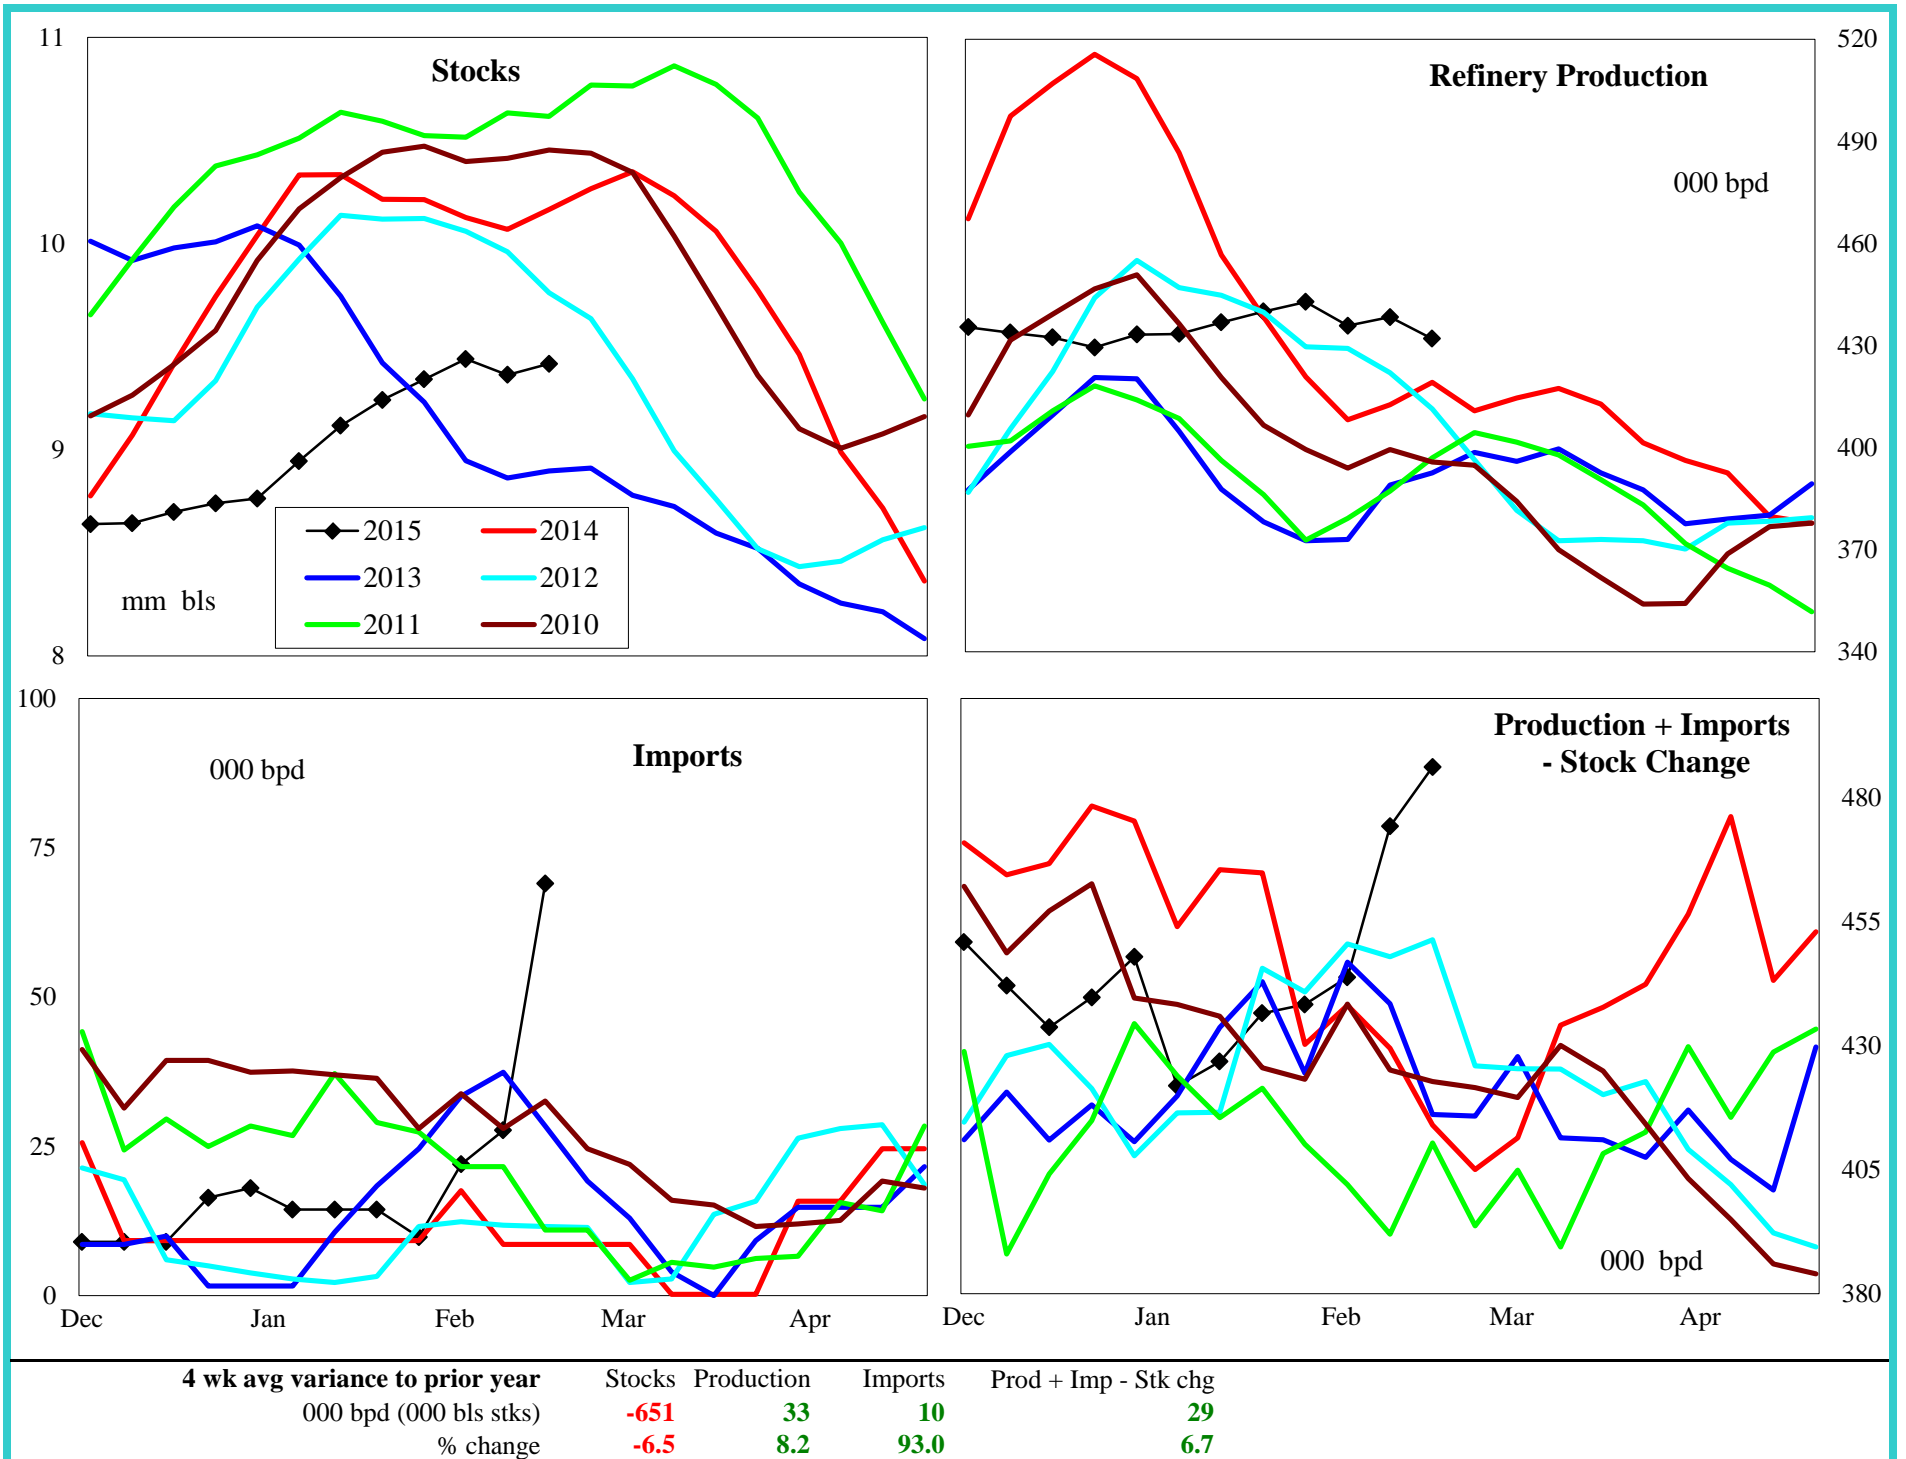 Stocks
11
10
9
8
mm bls
2015
2014
2013
2012
2011
2010
Refinery Production
000 bpd
520
490
460
430
400
370
340
Imports
000 bpd
100
75
50
25
0
Dec Jan Feb Mar Apr
Production + Imports
- Stock Change
480
455
430
405
380
000 bpd
Dec Jan Feb Mar Apr
4 wk avg variance to prior year Stocks Production Imports Prod + Imp - Stk chg
000 bpd (000 bls stks) -651 33 10 29
% change -6.5 8.2 93.0 6.7